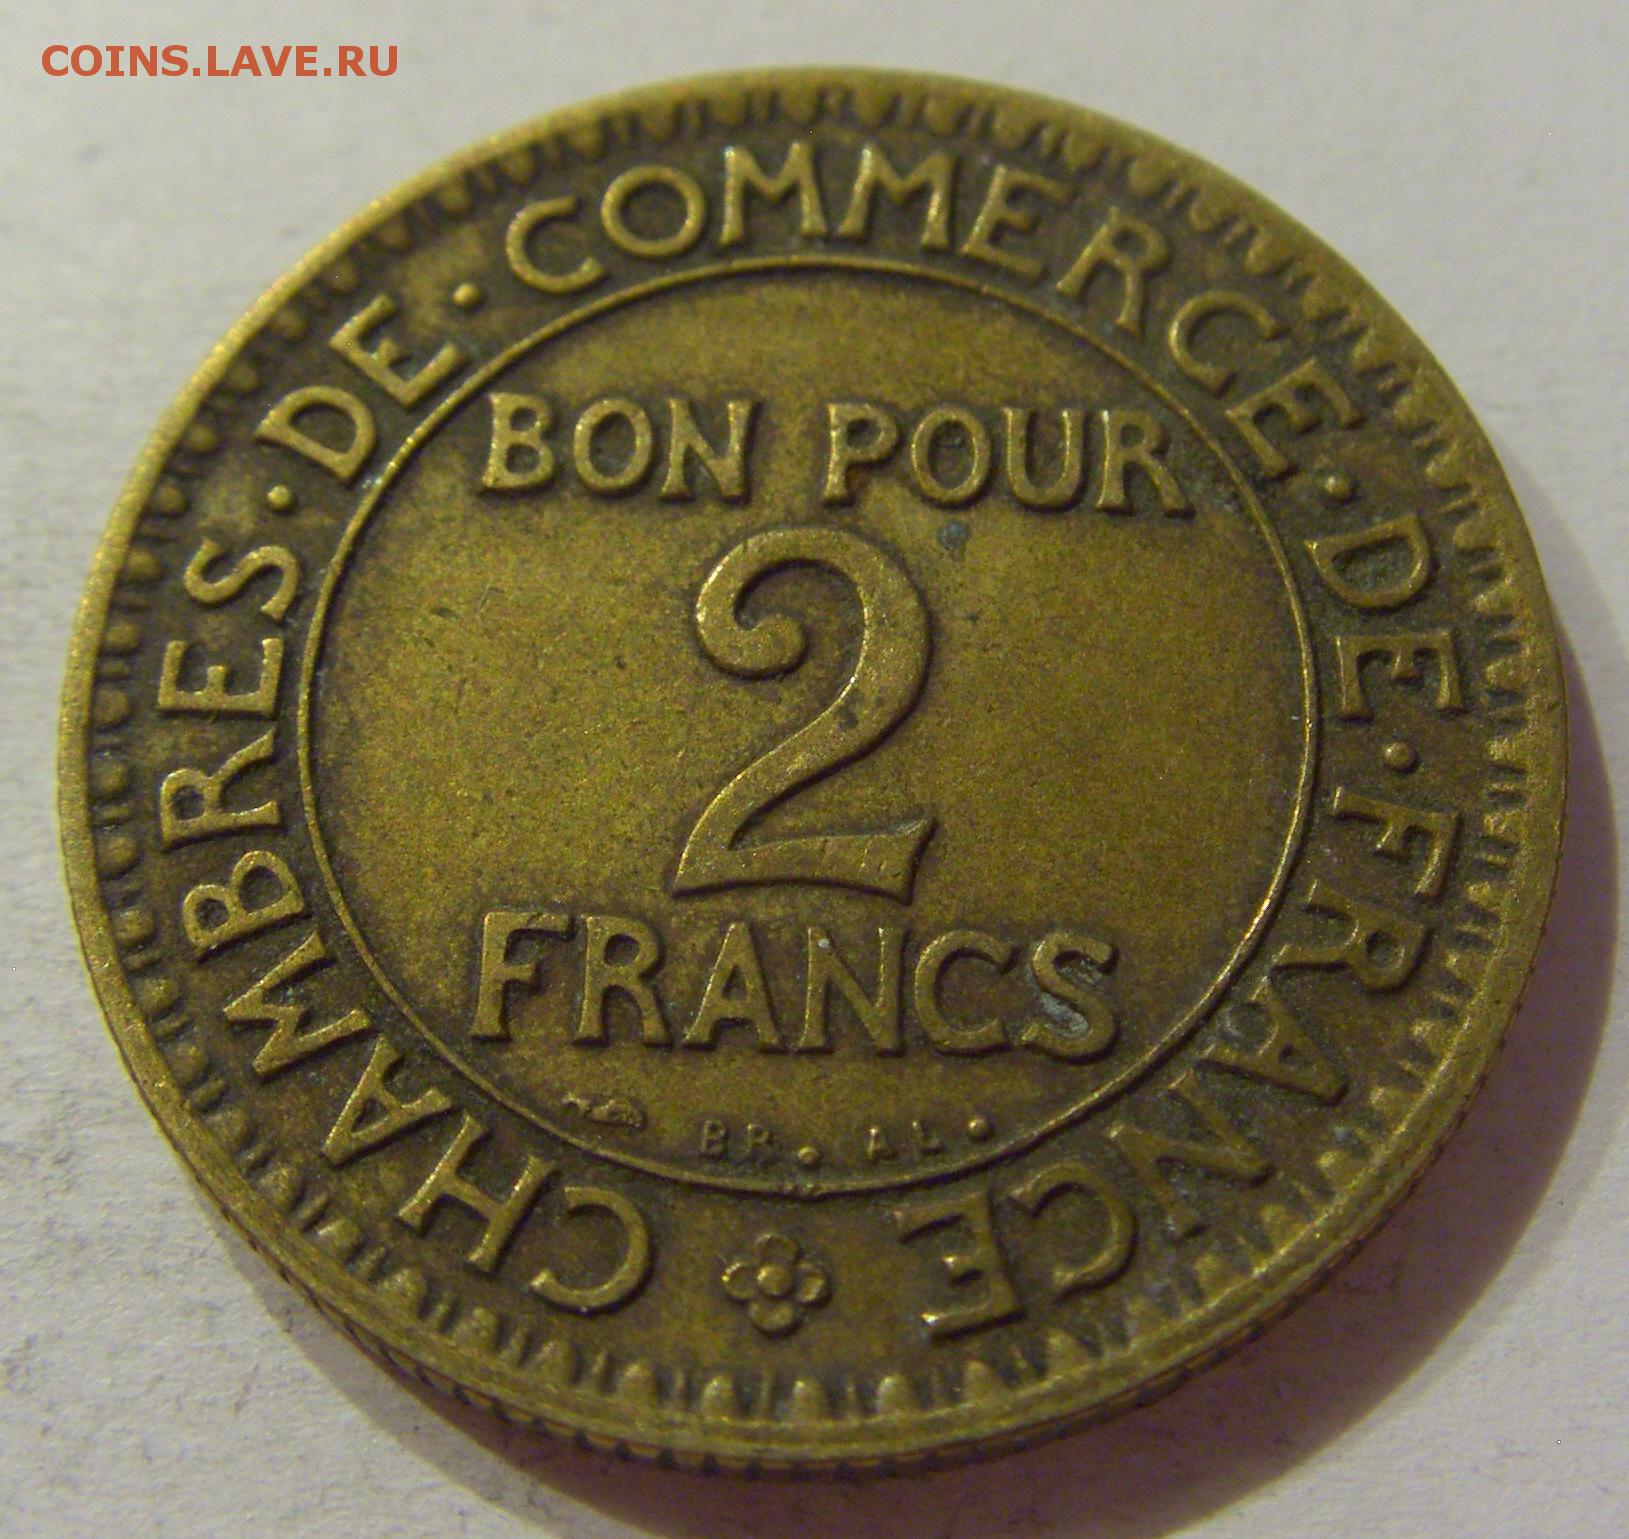 COINS.LAVE.RU
CHAMBRES · DE · COMMERCE · DE · FRANCE
BON POUR
2
FRANCS
BR. AL.